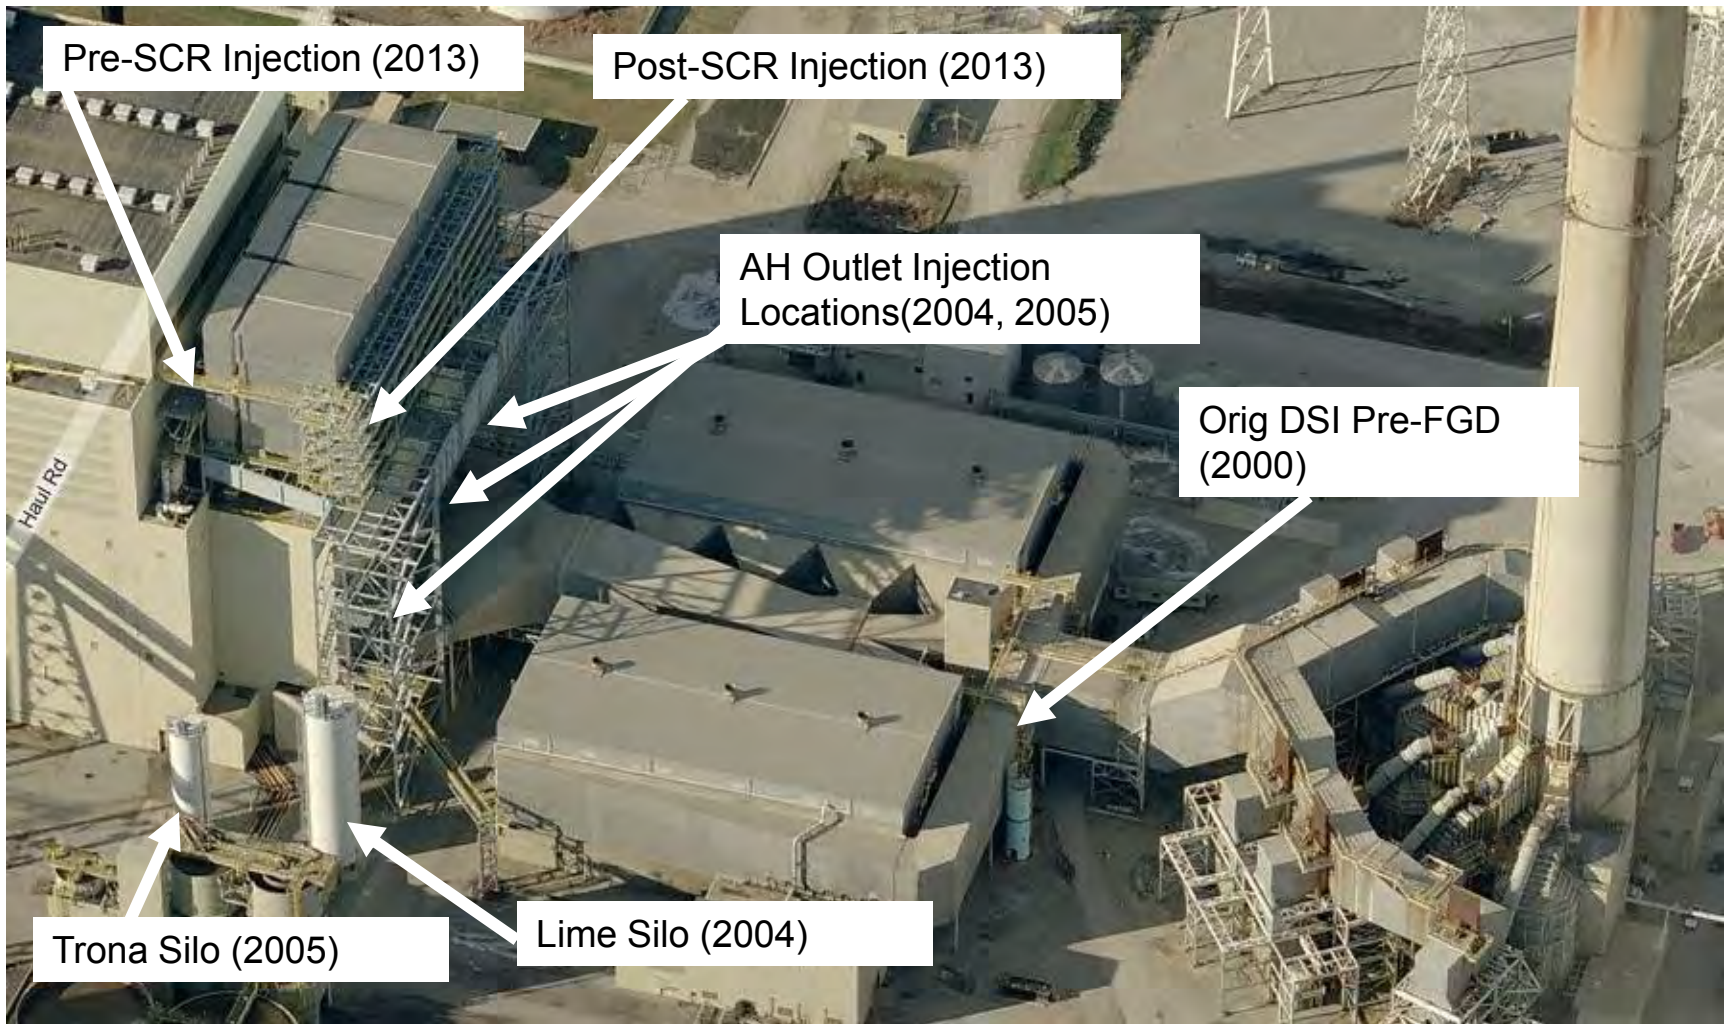 Pre-SCR Injection (2013)
Post-SCR Injection (2013)
AH Outlet Injection
Locations(2004, 2005)
Orig DSI Pre-FGD
(2000)
Haul Rd
Trona Silo (2005)
Lime Silo (2004)